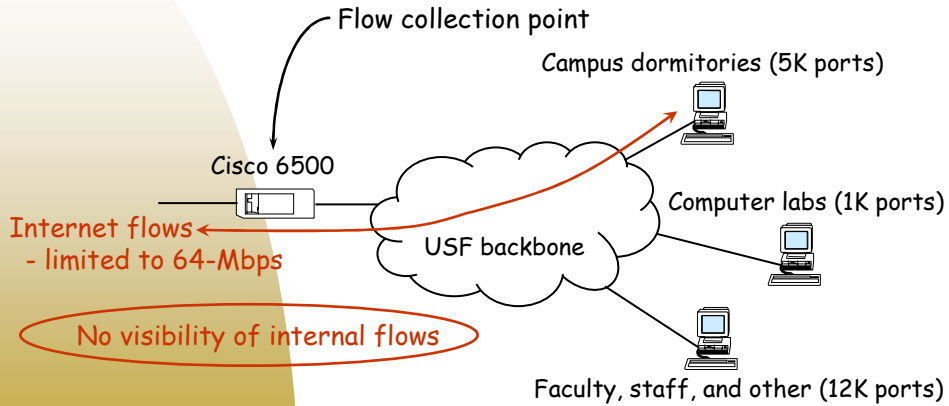 Flow collection point
Campus dormitories (5K ports)
Cisco 6500
Computer labs (1K ports)
Internet flows
- limited to 64-Mbps
USF backbone
No visibility of internal flows
Faculty, staff, and other (12K ports)